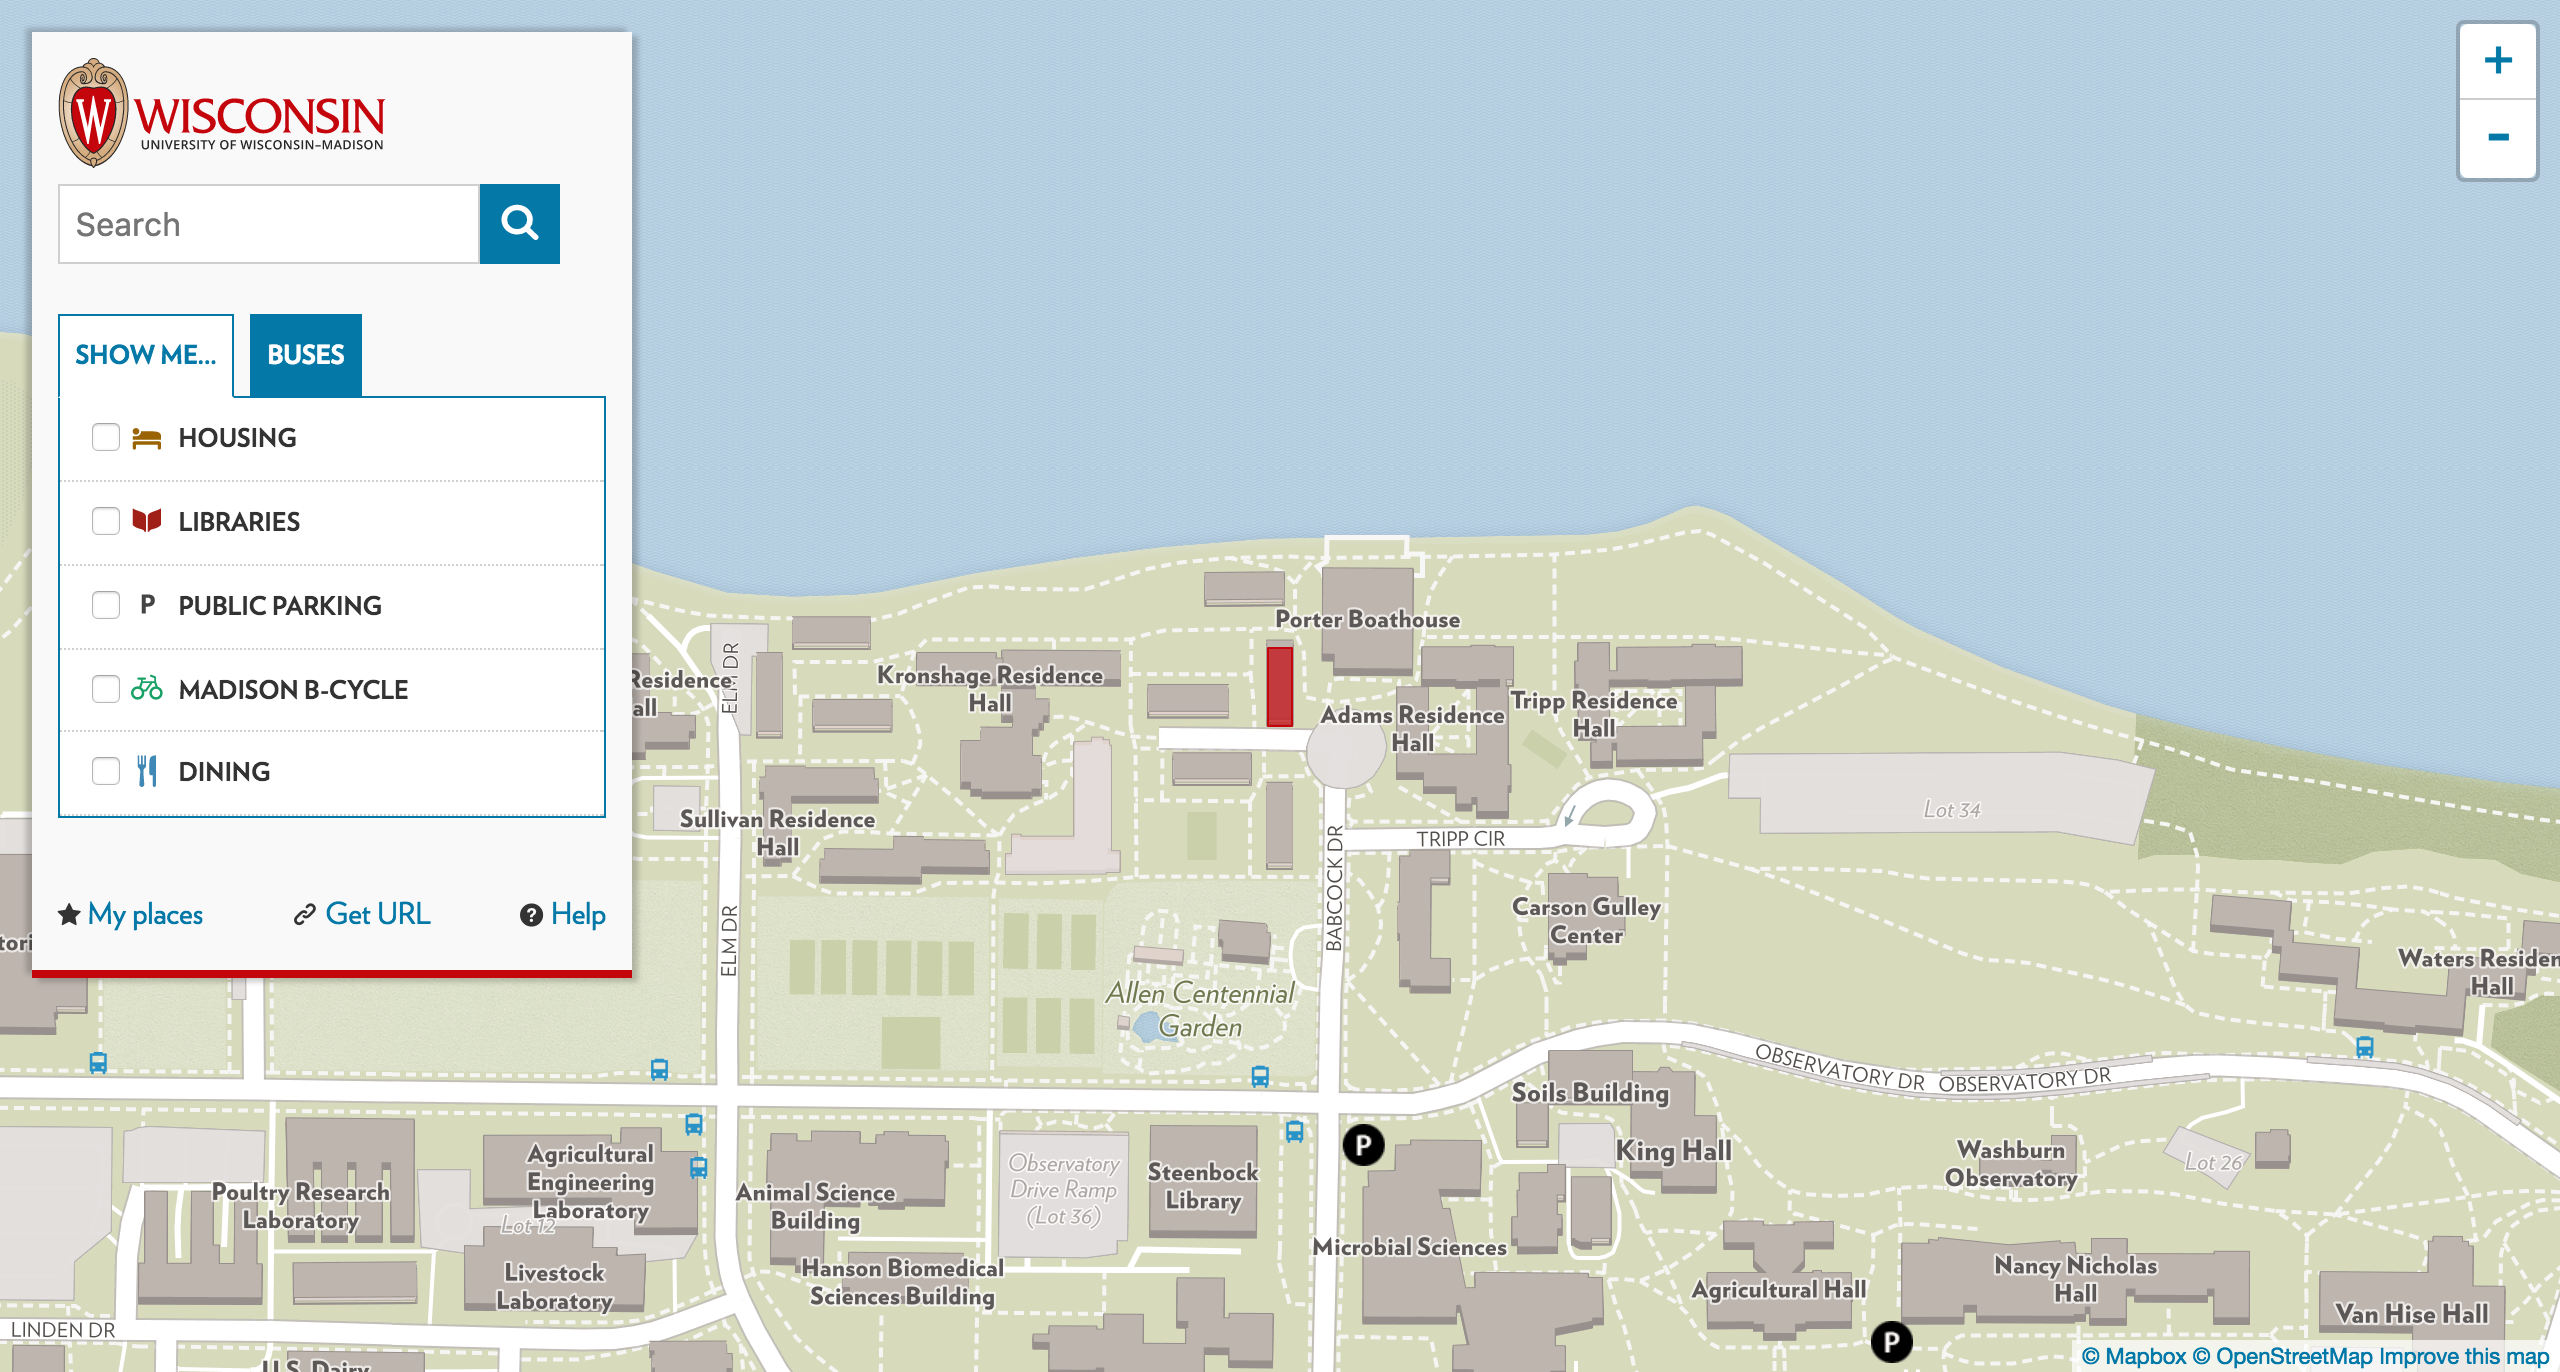 WISCONSIN
UNIVERSITY OF WISCONSIN–MADISON
Search
SHOW ME...
BUSES
HOUSING
LIBRARIES
P PUBLIC PARKING
MADISON B-CYCLE
DINING
My places
Get URL
? Help
+
−
Porter Boathouse
Residence
all
ELM DR
Kronshage Residence
Hall
Adams Residence
Hall
Tripp Residence
Hall
Sullivan Residence
Hall
Lot 34
TRIPP CIR
BABCOCK DR
Carson Gulley
Center
ELM DR
tori
Waters Residen
Hall
Allen Centennial
Garden
OBSERVATORY DR
OBSERVATORY DR
Soils Building
King Hall
P
Washburn
Observatory
Lot 26
Poultry Research
Laboratory
Agricultural
Engineering
Laboratory
Lot 12
Livestock
Laboratory
Animal Science
Building
Hanson Biomedical
Sciences Building
Observatory
Drive Ramp
(Lot 36)
Steenbock
Library
Microbial Sciences
Agricultural Hall
Nancy Nicholas
Hall
Van Hise Hall
P
LINDEN DR
U.S. Dairy
© Mapbox © OpenStreetMap Improve this map